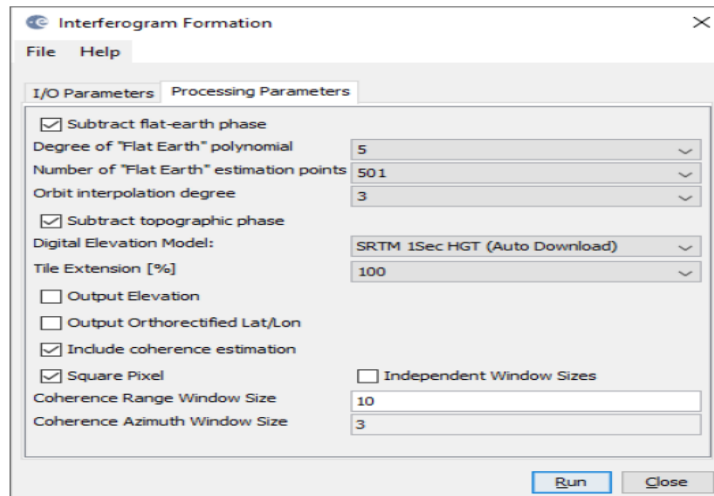 Interferogram Formation
File Help
I/O Parameters Processing Parameters
Subtract flat-earth phase
Degree of "Flat Earth" polynomial 5
Number of "Flat Earth" estimation points 501
Orbit interpolation degree 3
Subtract topographic phase
Digital Elevation Model: SRTM 1Sec HGT (Auto Download)
Tile Extension [%] 100
Output Elevation
Output Orthorectified Lat/Lon
Include coherence estimation
Square Pixel Independent Window Sizes
Coherence Range Window Size 10
Coherence Azimuth Window Size 3
Run Close